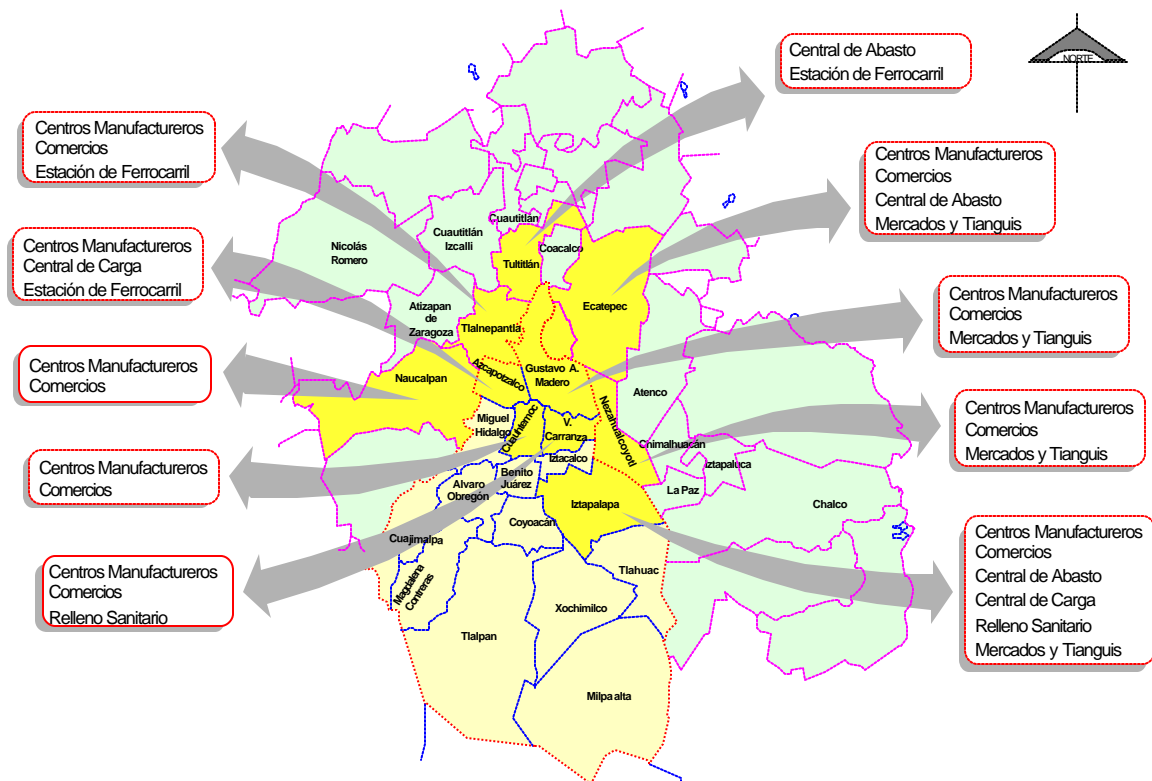 Central de Abasto
Estación de Ferrocarril
NORTE
Centros Manufactureros
Comercios
Estación de Ferrocarril
Centros Manufactureros
Comercios
Central de Abasto
Mercados y Tianguis
Centros Manufactureros
Central de Carga
Estación de Ferrocarril
Centros Manufactureros
Comercios
Mercados y Tianguis
Centros Manufactureros
Comercios
Centros Manufactureros
Comercios
Mercados y Tianguis
Centros Manufactureros
Comercios
Centros Manufactureros
Comercios
Relleno Sanitario
Centros Manufactureros
Comercios
Central de Abasto
Central de Carga
Relleno Sanitario
Mercados y Tianguis
Cuautitlán
Cuautitlán
Izcalli
Nicolás
Romero
Coacalco
Tultitlán
Atizapan
de
Zaragoza
Tlalnepantla
Ecatepec
Naucalpan
Azcapotzalco
Gustavo A.
Madero
Atenco
Nezahualcoyotl
Miguel
Hidalgo
Cuauhtemoc
V.
Carranza
Chimalhuacán
Iztapaluca
Iztacalco
Benito
Juárez
Alvaro
Obregón
La Paz
Chalco
Iztapalapa
Coyoacán
Cuajimalpa
Magdalena
Contreras
Tlahuac
Xochimilco
Tlalpan
Milpa alta